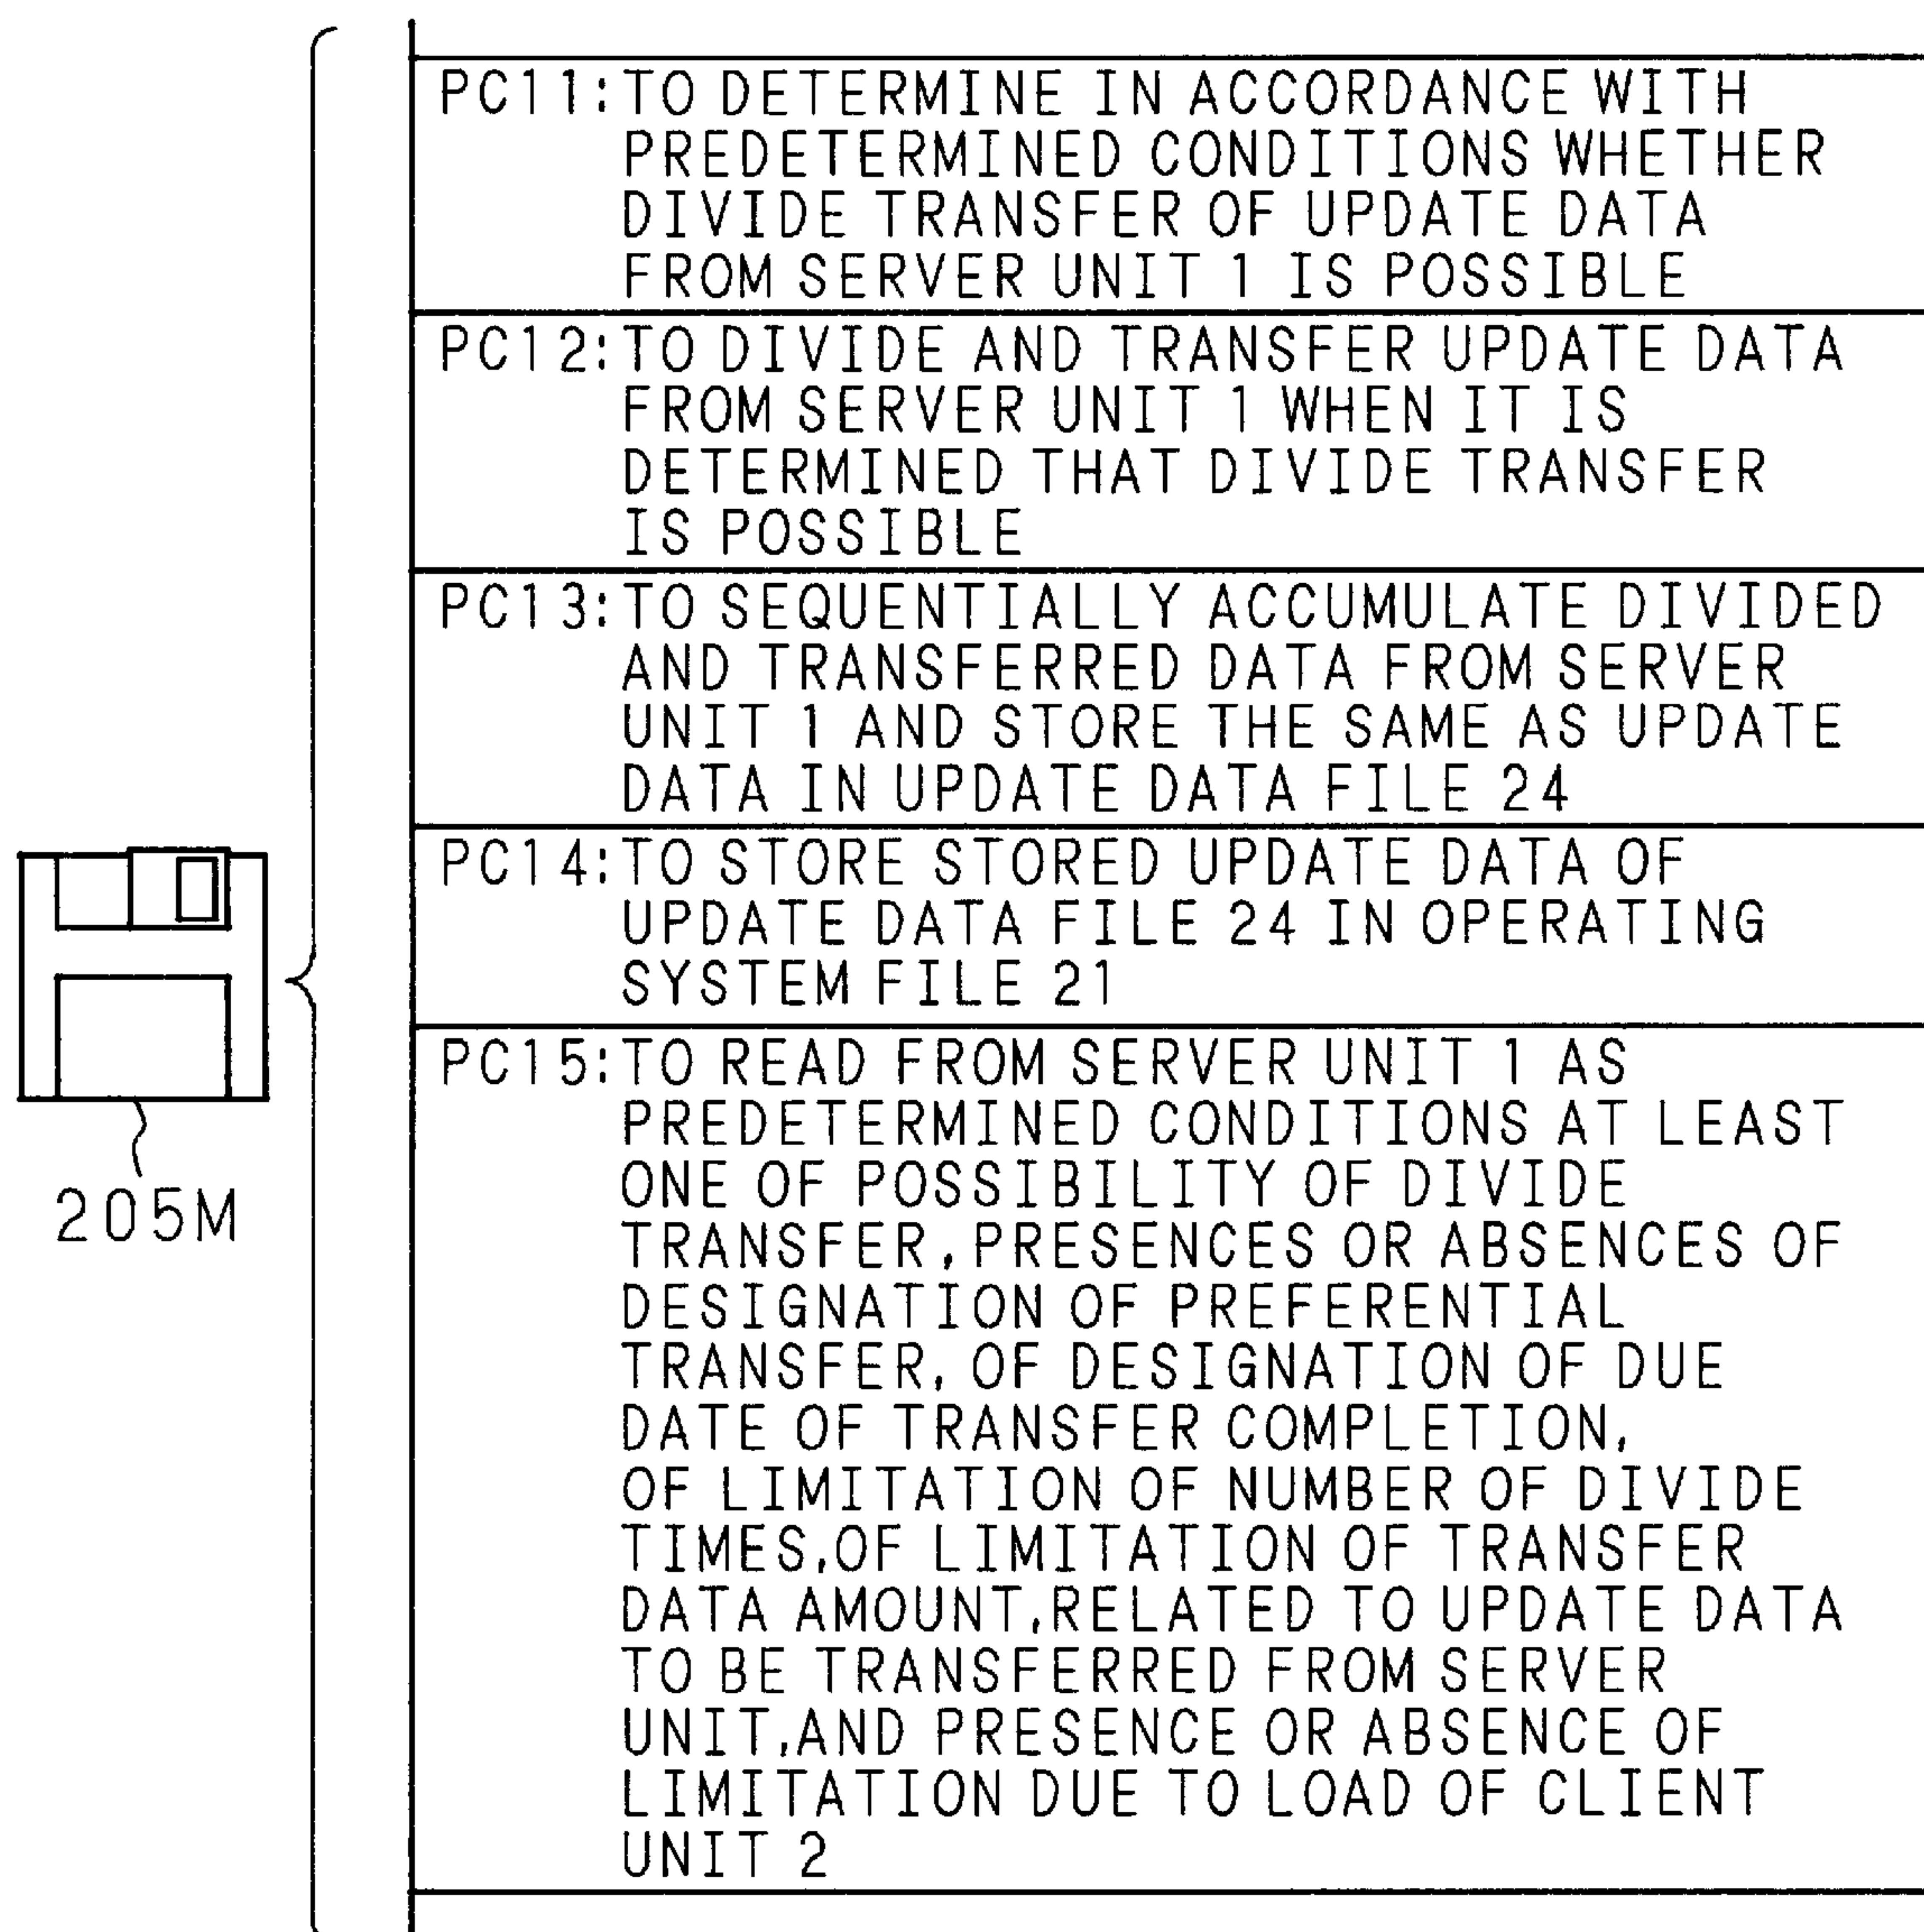 PC11:TO DETERMINE IN ACCORDANCE WITH
PREDETERMINED CONDITIONS WHETHER
DIVIDE TRANSFER OF UPDATE DATA
FROM SERVER UNIT 1 IS POSSIBLE
PC12:TO DIVIDE AND TRANSFER UPDATE DATA
FROM SERVER UNIT 1 WHEN IT IS
DETERMINED THAT DIVIDE TRANSFER
IS POSSIBLE
PC13:TO SEQUENTIALLY ACCUMULATE DIVIDED
AND TRANSFERRED DATA FROM SERVER
UNIT 1 AND STORE THE SAME AS UPDATE
DATA IN UPDATE DATA FILE 24
PC14:TO STORE STORED UPDATE DATA OF
UPDATE DATA FILE 24 IN OPERATING
SYSTEM FILE 21
PC15:TO READ FROM SERVER UNIT 1 AS
PREDETERMINED CONDITIONS AT LEAST
ONE OF POSSIBILITY OF DIVIDE
TRANSFER,PRESENCES OR ABSENCES OF
DESIGNATION OF PREFERENTIAL
TRANSFER, OF DESIGNATION OF DUE
DATE OF TRANSFER COMPLETION,
OF LIMITATION OF NUMBER OF DIVIDE
TIMES,OF LIMITATION OF TRANSFER
DATA AMOUNT,RELATED TO UPDATE DATA
TO BE TRANSFERRED FROM SERVER
UNIT,AND PRESENCE OR ABSENCE OF
LIMITATION DUE TO LOAD OF CLIENT
UNIT 2
205M